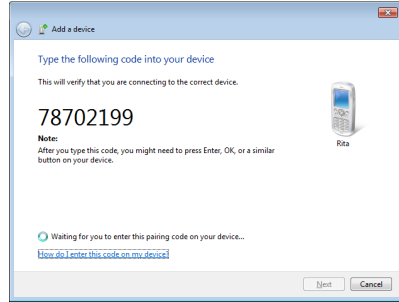 Add a device
Type the following code into your device
This will verify that you are connecting to the correct device.
78702199
Note:
After you type this code, you might need to press Enter, OK, or a similar
button on your device.
Rita
Waiting for you to enter this pairing code on your device...
How do I enter this code on my device?
Next
Cancel